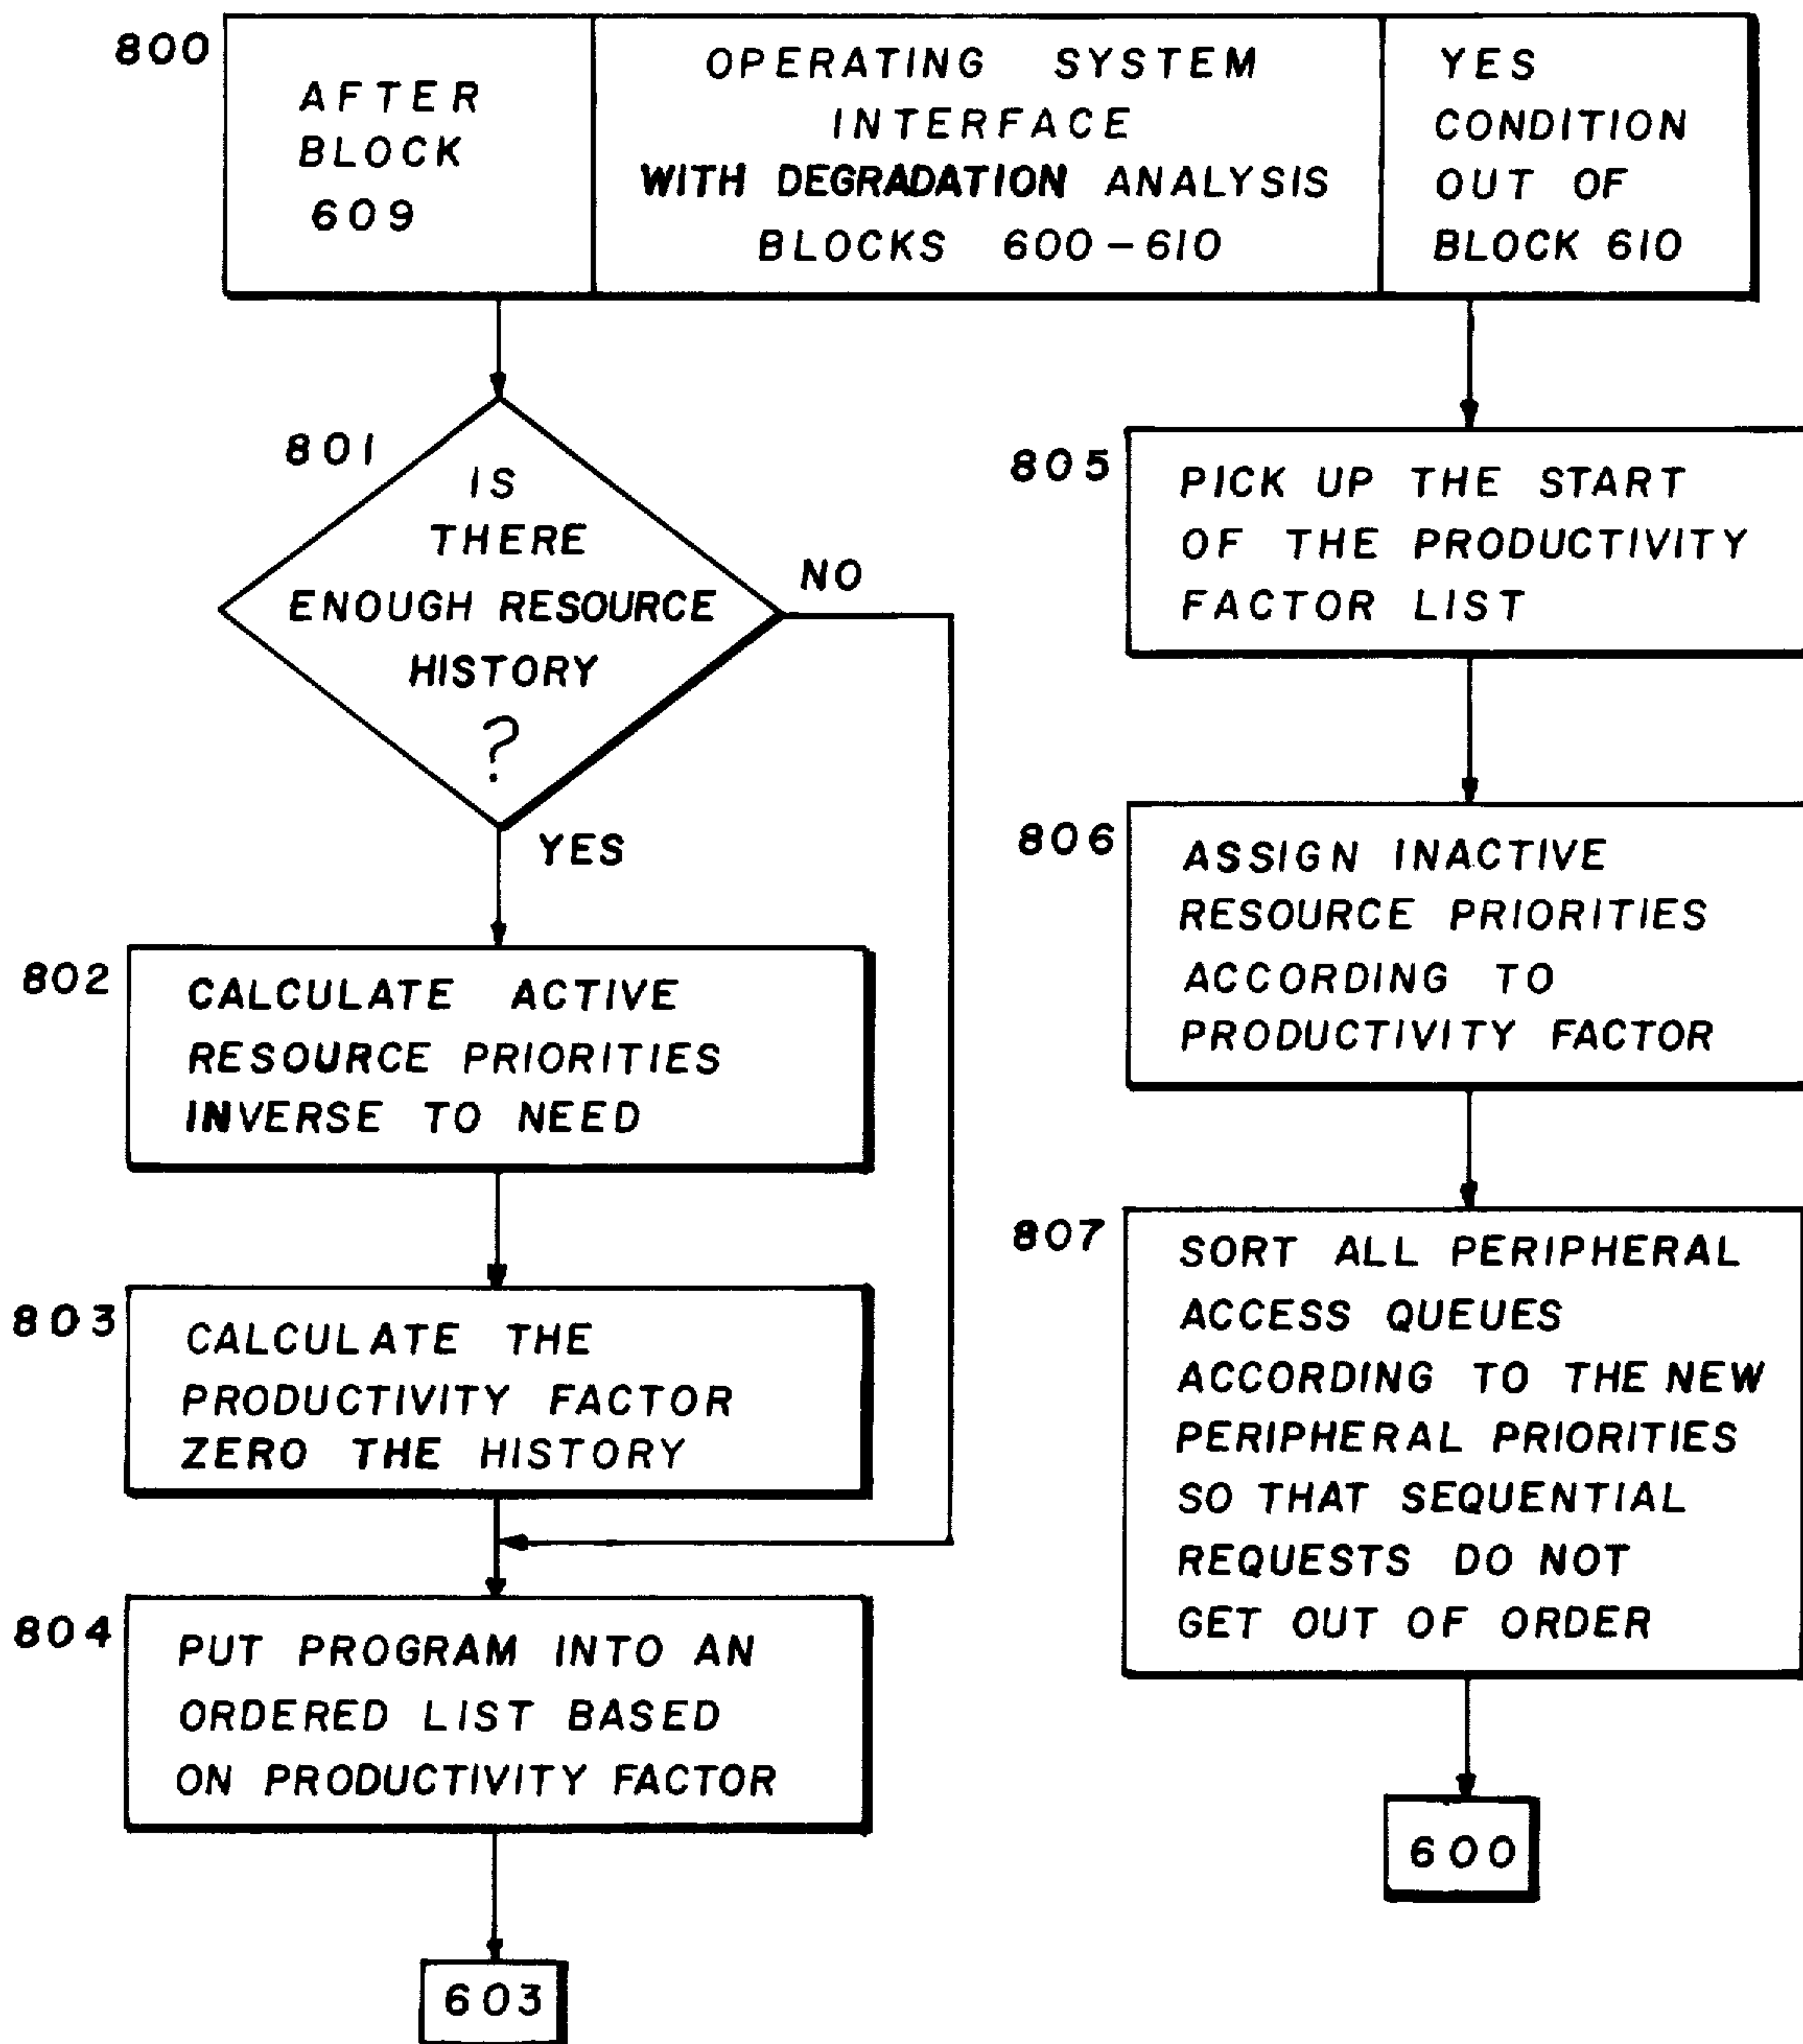 800
AFTER
BLOCK
609
OPERATING SYSTEM
INTERFACE
WITH DEGRADATION ANALYSIS
BLOCKS 600-610
YES
CONDITION
OUT OF
BLOCK 610
801
IS
THERE
ENOUGH RESOURCE
HISTORY
?
NO
YES
802
CALCULATE ACTIVE
RESOURCE PRIORITIES
INVERSE TO NEED
803
CALCULATE THE
PRODUCTIVITY FACTOR
ZERO THE HISTORY
804
PUT PROGRAM INTO AN
ORDERED LIST BASED
ON PRODUCTIVITY FACTOR
603
805
PICK UP THE START
OF THE PRODUCTIVITY
FACTOR LIST
806
ASSIGN INACTIVE
RESOURCE PRIORITIES
ACCORDING TO
PRODUCTIVITY FACTOR
807
SORT ALL PERIPHERAL
ACCESS QUEUES
ACCORDING TO THE NEW
PERIPHERAL PRIORITIES
SO THAT SEQUENTIAL
REQUESTS DO NOT
GET OUT OF ORDER
600